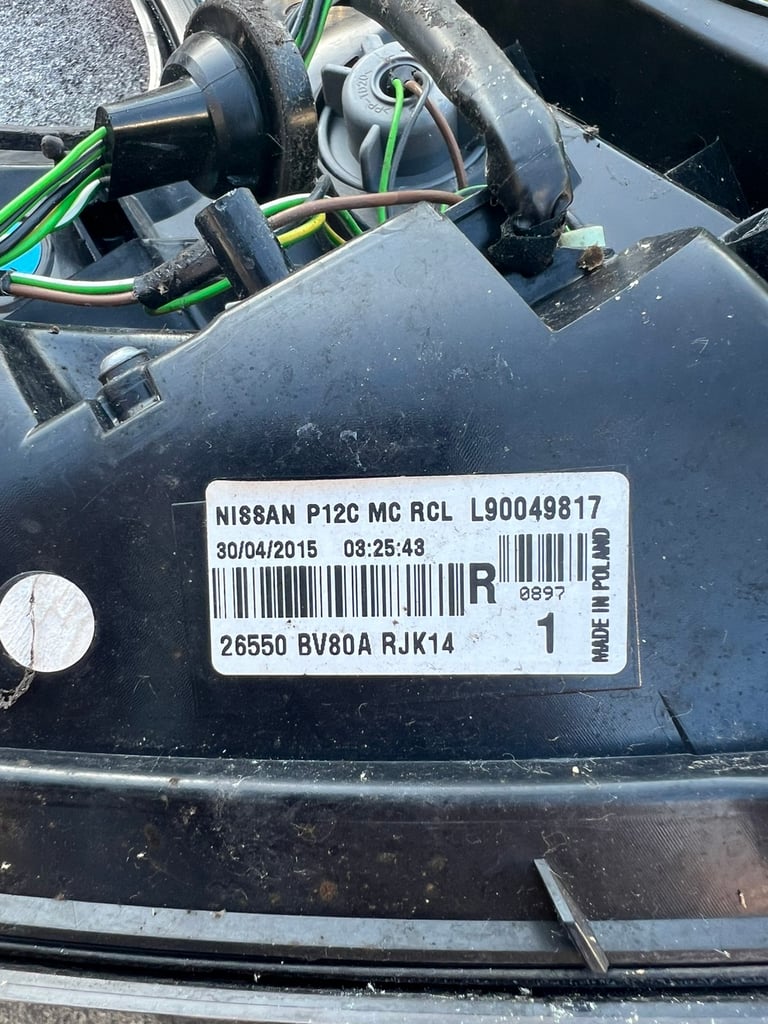 NISSAN P12C MC RCL L90049817
30/04/2015 03:25:43
R
0897
26550 BV80A RJK14
1
MADE IN POLAND